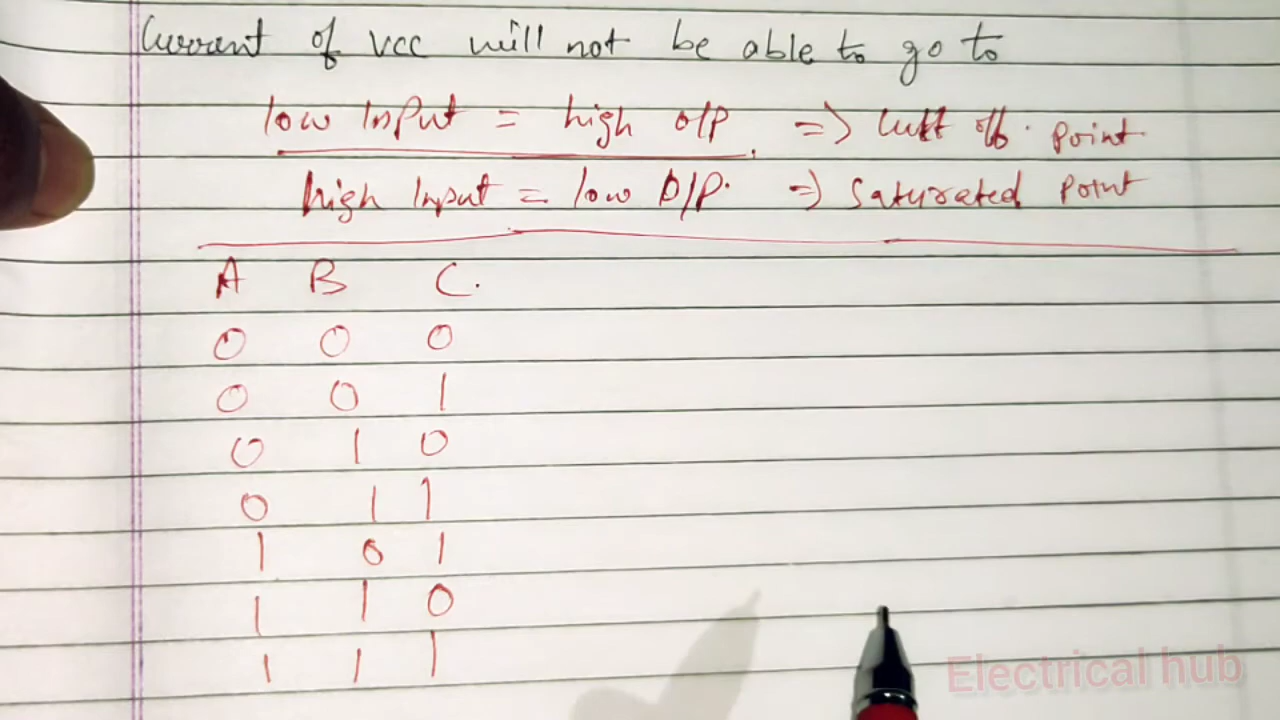 Current of vcc will not be able to go to
low Input = high o/p. => Cutt off. point
high Input = low O/P. => Saturated Point
A B C.
0 0 0
0 0 1
0 1 0
0 1 1
1 0 1
1 1 0
1 1 1
Electrical hub